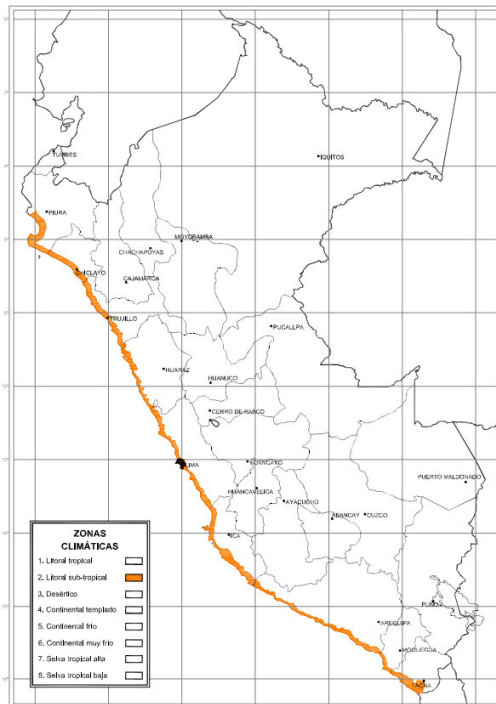 TUMBES
IQUITOS
PIURA
MOYOBAMBA
CHACHAPOYAS
CHICLAYO
CAJAMARCA
TRUJILLO
PUCALLPA
HUARAZ
HUANUCO
CERRO DE PASCO
LIMA
HUANCAYO
PUERTO MALDONADO
HUANCAVELICA
AYACUCHO
ABANCAY
CUZCO
ICA
PUNO
AREQUIPA
MOQUEGUA
TACNA
ZONAS
CLIMÁTICAS
1. Litoral tropical
2. Litoral sub-tropical
3. Desértico
4. Continental templado
5. Continental frío
6. Continental muy frío
7. Selva tropical alta
8. Selva tropical baja